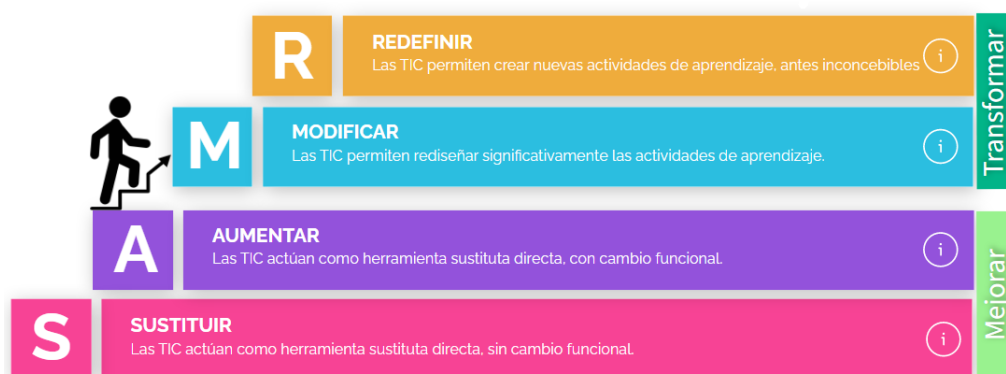 R
REDEFINIR
Las TIC permiten crear nuevas actividades de aprendizaje, antes inconcebibles
i
Transformar
M
MODIFICAR
Las TIC permiten rediseñar significativamente las actividades de aprendizaje.
i
A
AUMENTAR
Las TIC actúan como herramienta sustituta directa, con cambio funcional.
i
Mejorar
S
SUSTITUIR
Las TIC actúan como herramienta sustituta directa, sin cambio funcional.
i